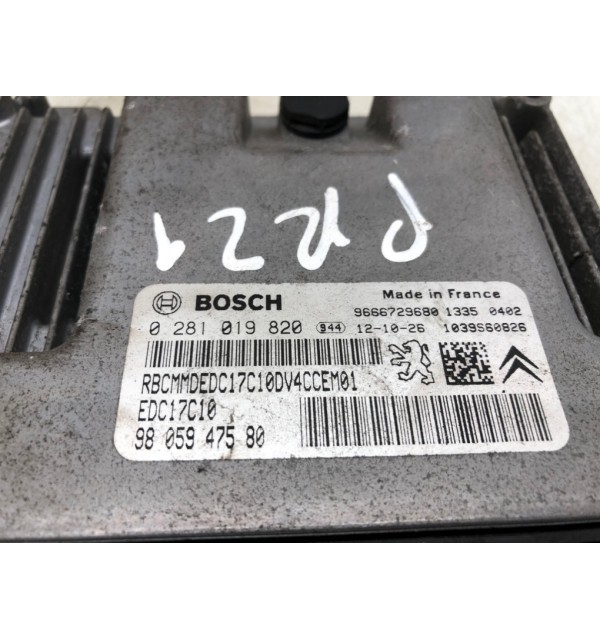 BOSCH
Made in France
9666729680 1335 0402
0 281 019 820 944 12-10-26 1039S60826
RBCMMDEDC17C10DV4CCEM01
EDC17C10
98 059 475 80